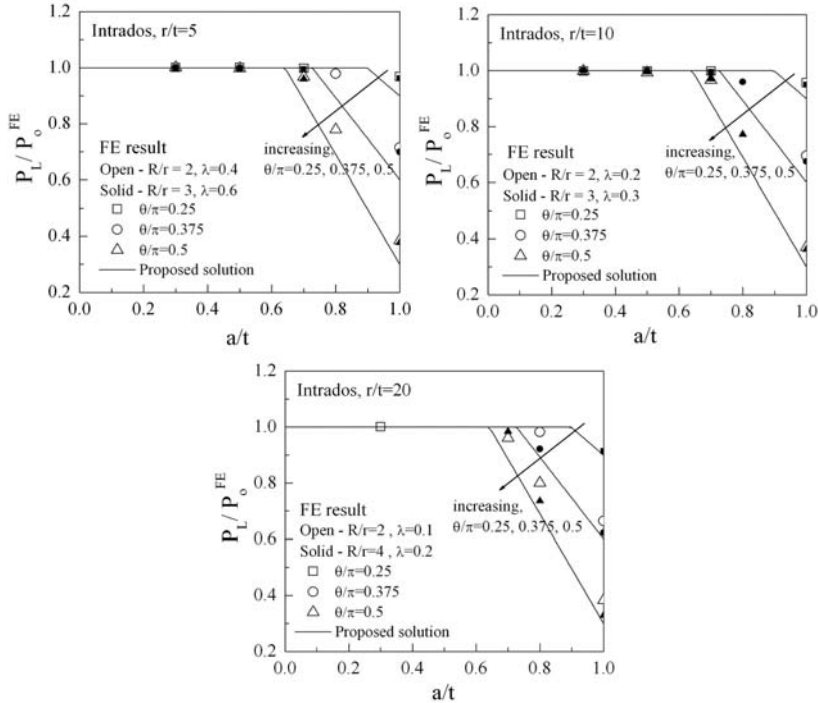 Intrados, r/t=5
P_L / P_o^FE
1.2
1.0
0.8
0.6
0.4
0.2
increasing,
θ/π=0.25, 0.375, 0.5
FE result
Open - R/r = 2, λ=0.4
Solid - R/r = 3, λ=0.6
θ/π=0.25
θ/π=0.375
θ/π=0.5
Proposed solution
0.0 0.2 0.4 0.6 0.8 1.0
a/t
Intrados, r/t=10
P_L / P_o^FE
1.2
1.0
0.8
0.6
0.4
0.2
increasing,
θ/π=0.25, 0.375, 0.5
FE result
Open - R/r = 2, λ=0.2
Solid - R/r = 3, λ=0.3
θ/π=0.25
θ/π=0.375
θ/π=0.5
Proposed solution
0.0 0.2 0.4 0.6 0.8 1.0
a/t
Intrados, r/t=20
P_L / P_o^FE
1.2
1.0
0.8
0.6
0.4
0.2
increasing,
θ/π=0.25, 0.375, 0.5
FE result
Open - R/r=2 , λ=0.1
Solid - R/r=4, λ=0.2
θ/π=0.25
θ/π=0.375
θ/π=0.5
Proposed solution
0.0 0.2 0.4 0.6 0.8 1.0
a/t